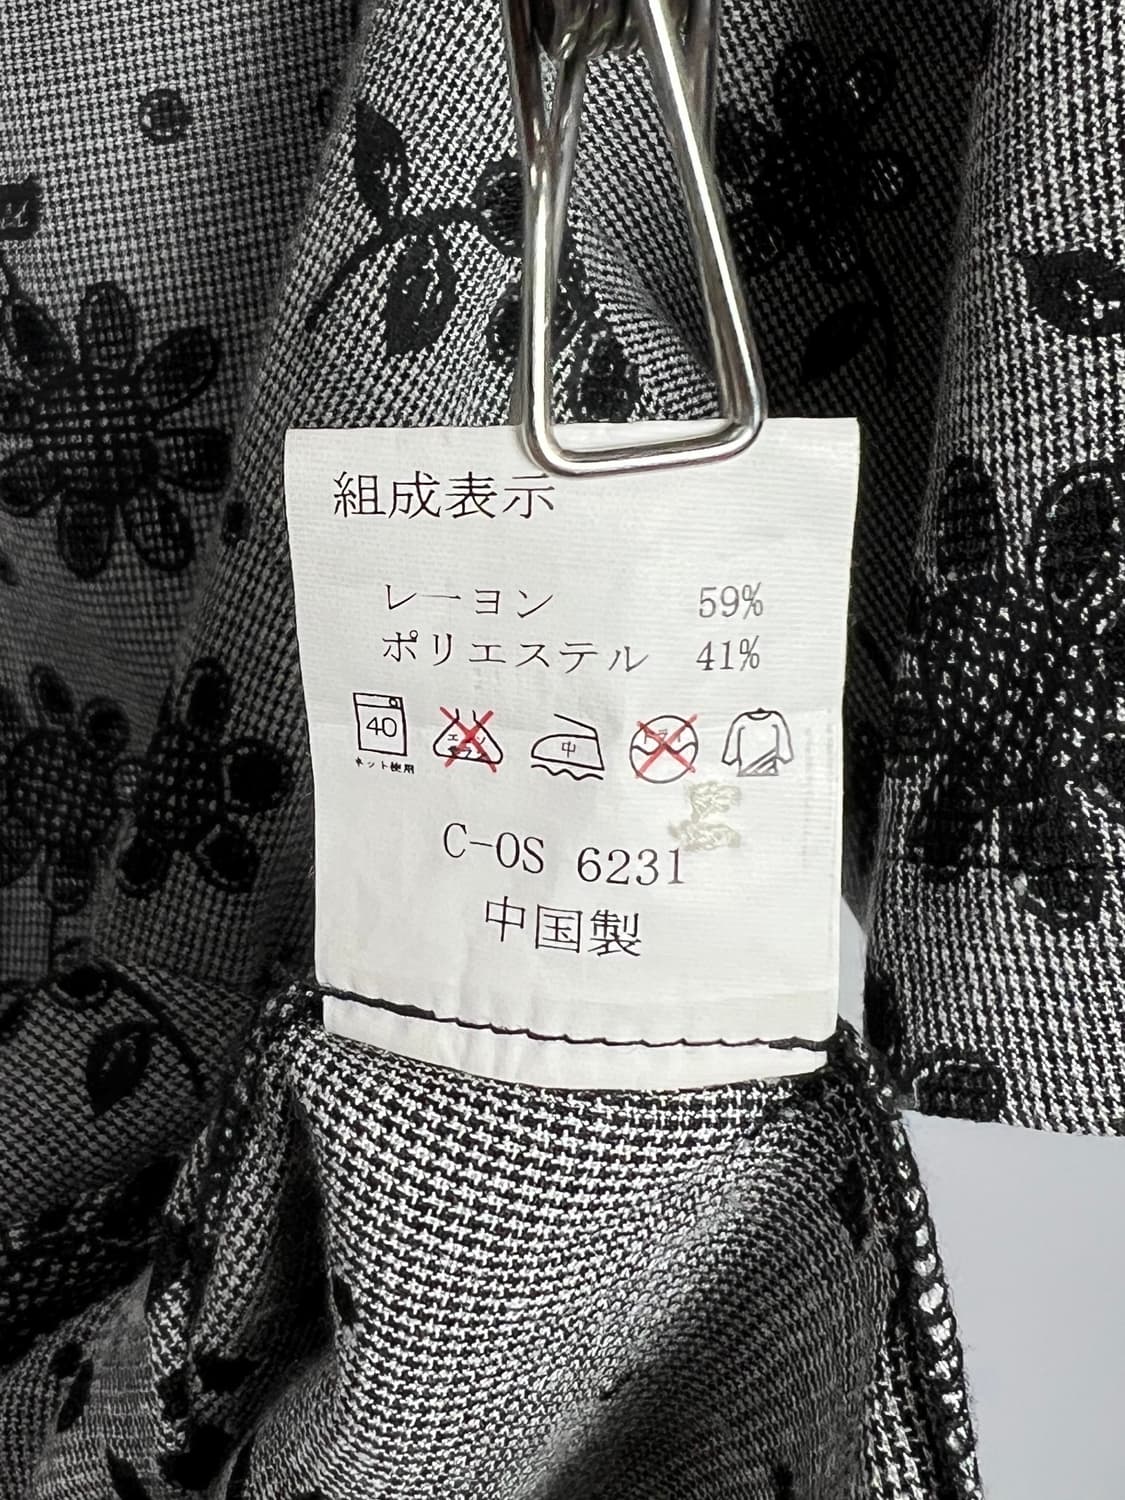 組成表示
レーヨン 59%
ポリエステル 41%
40 中
ネット使用
C-OS 6231
中国製